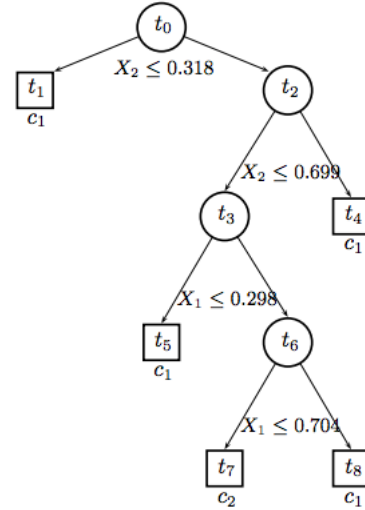 t₀
X₂ ≤ 0.318
t₁
t₂
c₁
X₂ ≤ 0.699
t₃
t₄
c₁
X₁ ≤ 0.298
t₅
t₆
c₁
X₁ ≤ 0.704
t₇
t₈
c₂
c₁